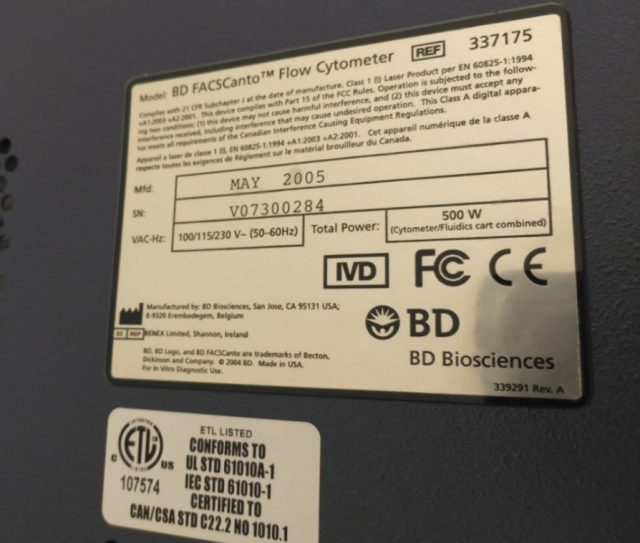 Model: BD FACSCanto™ Flow Cytometer REF 337175
Complies with 21 CFR Subchapter J at the date of manufacture. Class 1 (I) Laser Product per EN 60825-1:1994
+A1:2003 +A2:2001. This device complies with Part 15 of the FCC Rules. Operation is subjected to the follow-
ing two conditions: (1) this device may not cause harmful interference, and (2) this device must accept any
interference received, including interference that may cause undesired operation. This Class A digital appara-
tus meets all requirements of the Canadian Interference Causing Equipment Regulations.
Appareil a laser de classe 1 (I), EN 60825-1:1994 +A1:2003 +A2:2001. Cet appareil numérique de la classe A
respecte toutes les exigences de Règlement sur le matérial brouilleur du Canada.
Mfd: MAY 2005
SN: V07300284
VAC-Hz: 100/115/230 V~ (50-60Hz) Total Power: 500 W
(Cytometer/Fluidics cart combined)
IVD FC CE
Manufactured by: BD Biosciences, San Jose, CA 95131 USA;
B-9320 Erembodegem, Belgium
EC REP BENEX Limited, Shannon, Ireland
BD
BD Biosciences
BD, BD Logo, and BD FACSCanto are trademarks of Becton,
Dickinson and Company. © 2004 BD. Made in USA.
For In Vitro Diagnostic Use.
339291 Rev. A
ETL LISTED
CONFORMS TO
UL STD 61010A-1
IEC STD 61010-1
CERTIFIED TO
CAN/CSA STD C22.2 NO 1010.1
INTERTEK
ETL
C US
107574